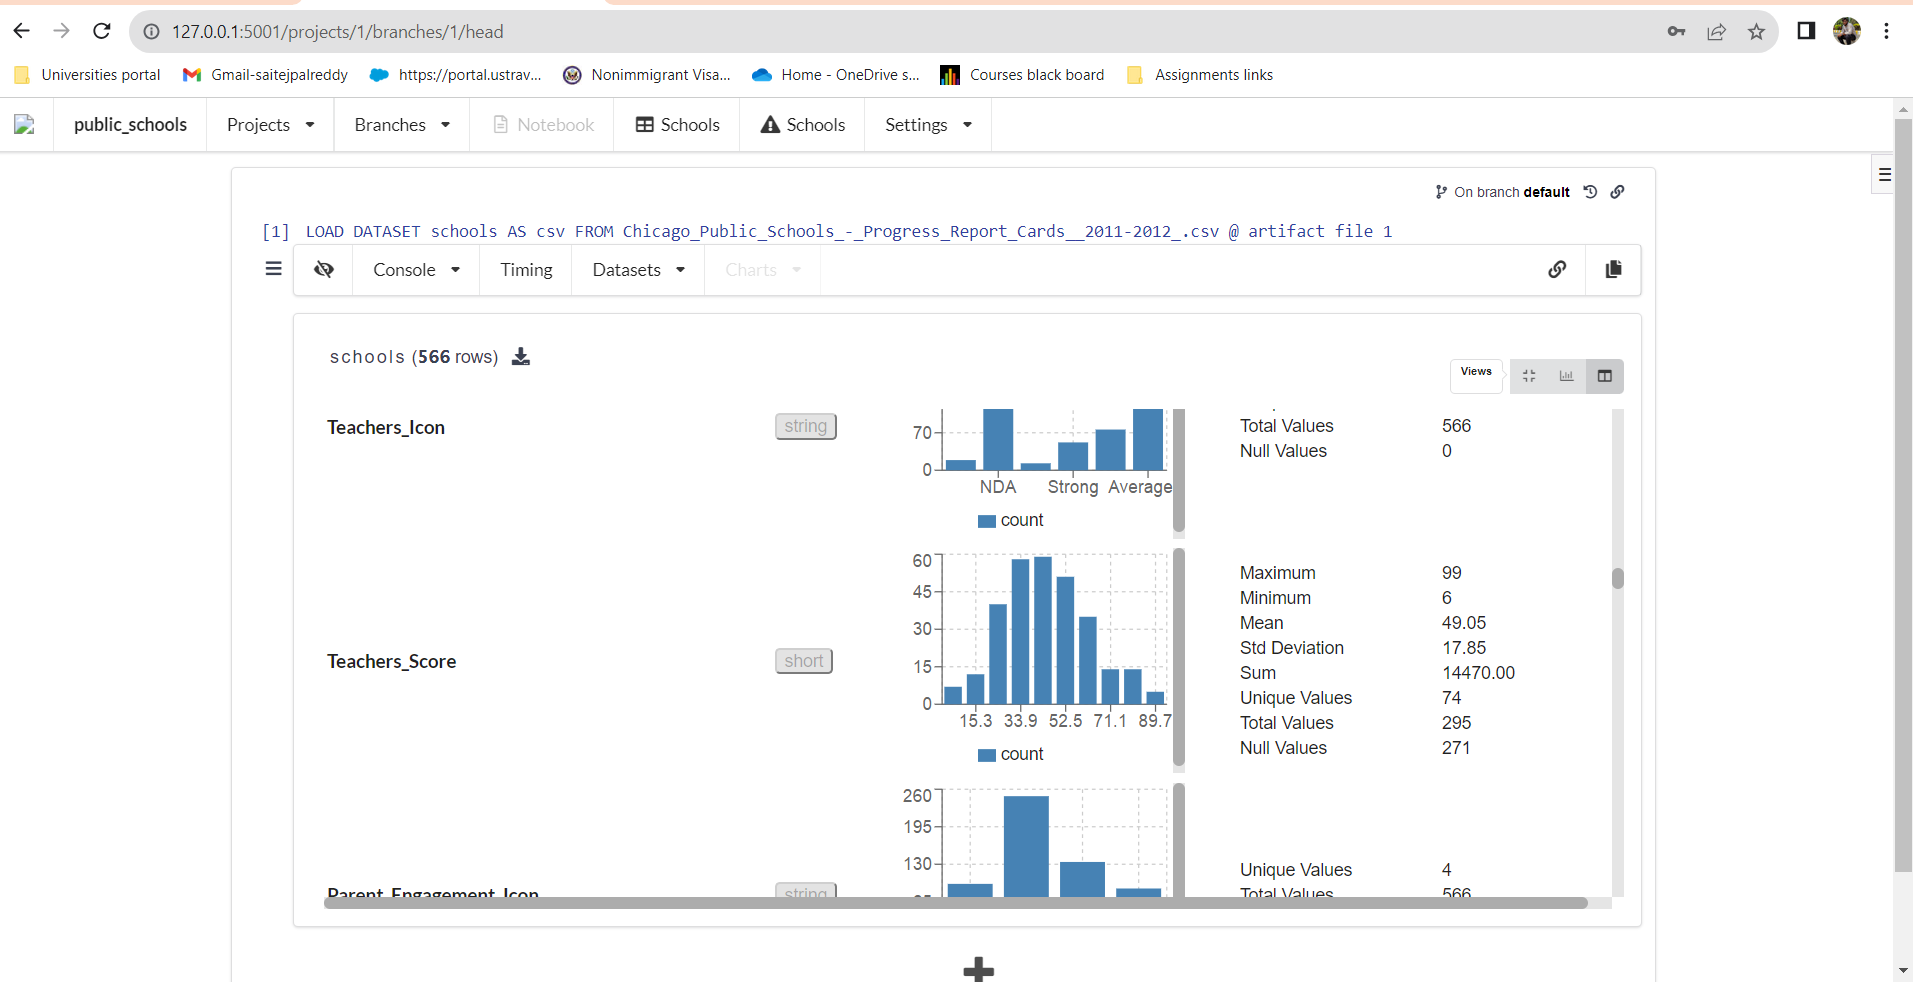 127.0.0.1:5001/projects/1/branches/1/head
Universities portal Gmail-saitejpalreddy https://portal.ustrav... Nonimmigrant Visa... Home - OneDrive s... Courses black board Assignments links
public_schools Projects Branches Notebook Schools Schools Settings
On branch default
[1] LOAD DATASET schools AS csv FROM Chicago_Public_Schools_-_Progress_Report_Cards__2011-2012_.csv @ artifact file 1
Console Timing Datasets Charts
schools (566 rows)
Views
Teachers_Icon string
70
0
NDA Strong Average
count
Total Values 566
Null Values 0
Teachers_Score short
60
45
30
15
0
15.3 33.9 52.5 71.1 89.7
count
Maximum 99
Minimum 6
Mean 49.05
Std Deviation 17.85
Sum 14470.00
Unique Values 74
Total Values 295
Null Values 271
Parent_Engagement_Icon string
260
195
130
Unique Values 4
Total Values 566